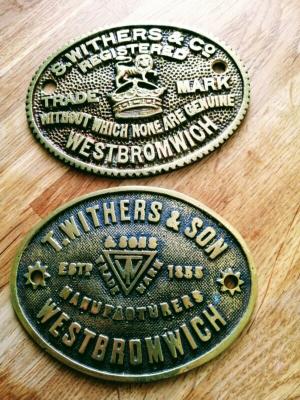 S. WITHERS & Co
REGISTERED
TRADE MARK
WITHOUT WHICH NONE ARE GENUINE
WESTBROMWICH
T. WITHERS & SON
& SONS
ESTD 1855
TW
TRADE MARK
MANUFACTURERS
WESTBROMWICH